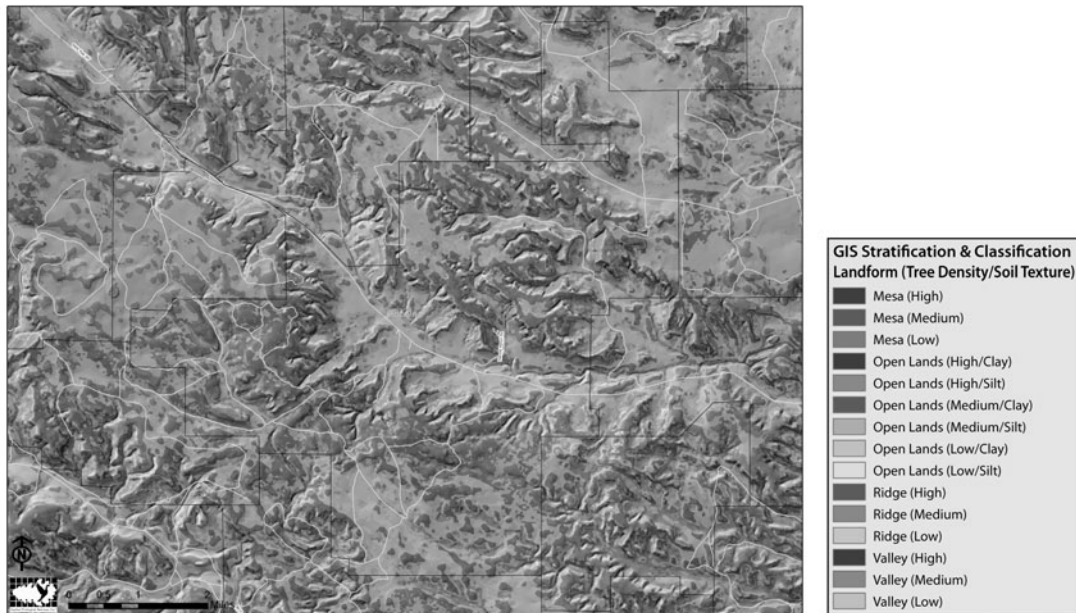 GIS Stratification & Classification
Landform (Tree Density/Soil Texture)
Mesa (High)
Mesa (Medium)
Mesa (Low)
Open Lands (High/Clay)
Open Lands (High/Silt)
Open Lands (Medium/Clay)
Open Lands (Medium/Silt)
Open Lands (Low/Clay)
Open Lands (Low/Silt)
Ridge (High)
Ridge (Medium)
Ridge (Low)
Valley (High)
Valley (Medium)
Valley (Low)
N
0 0.5 1 2
Miles